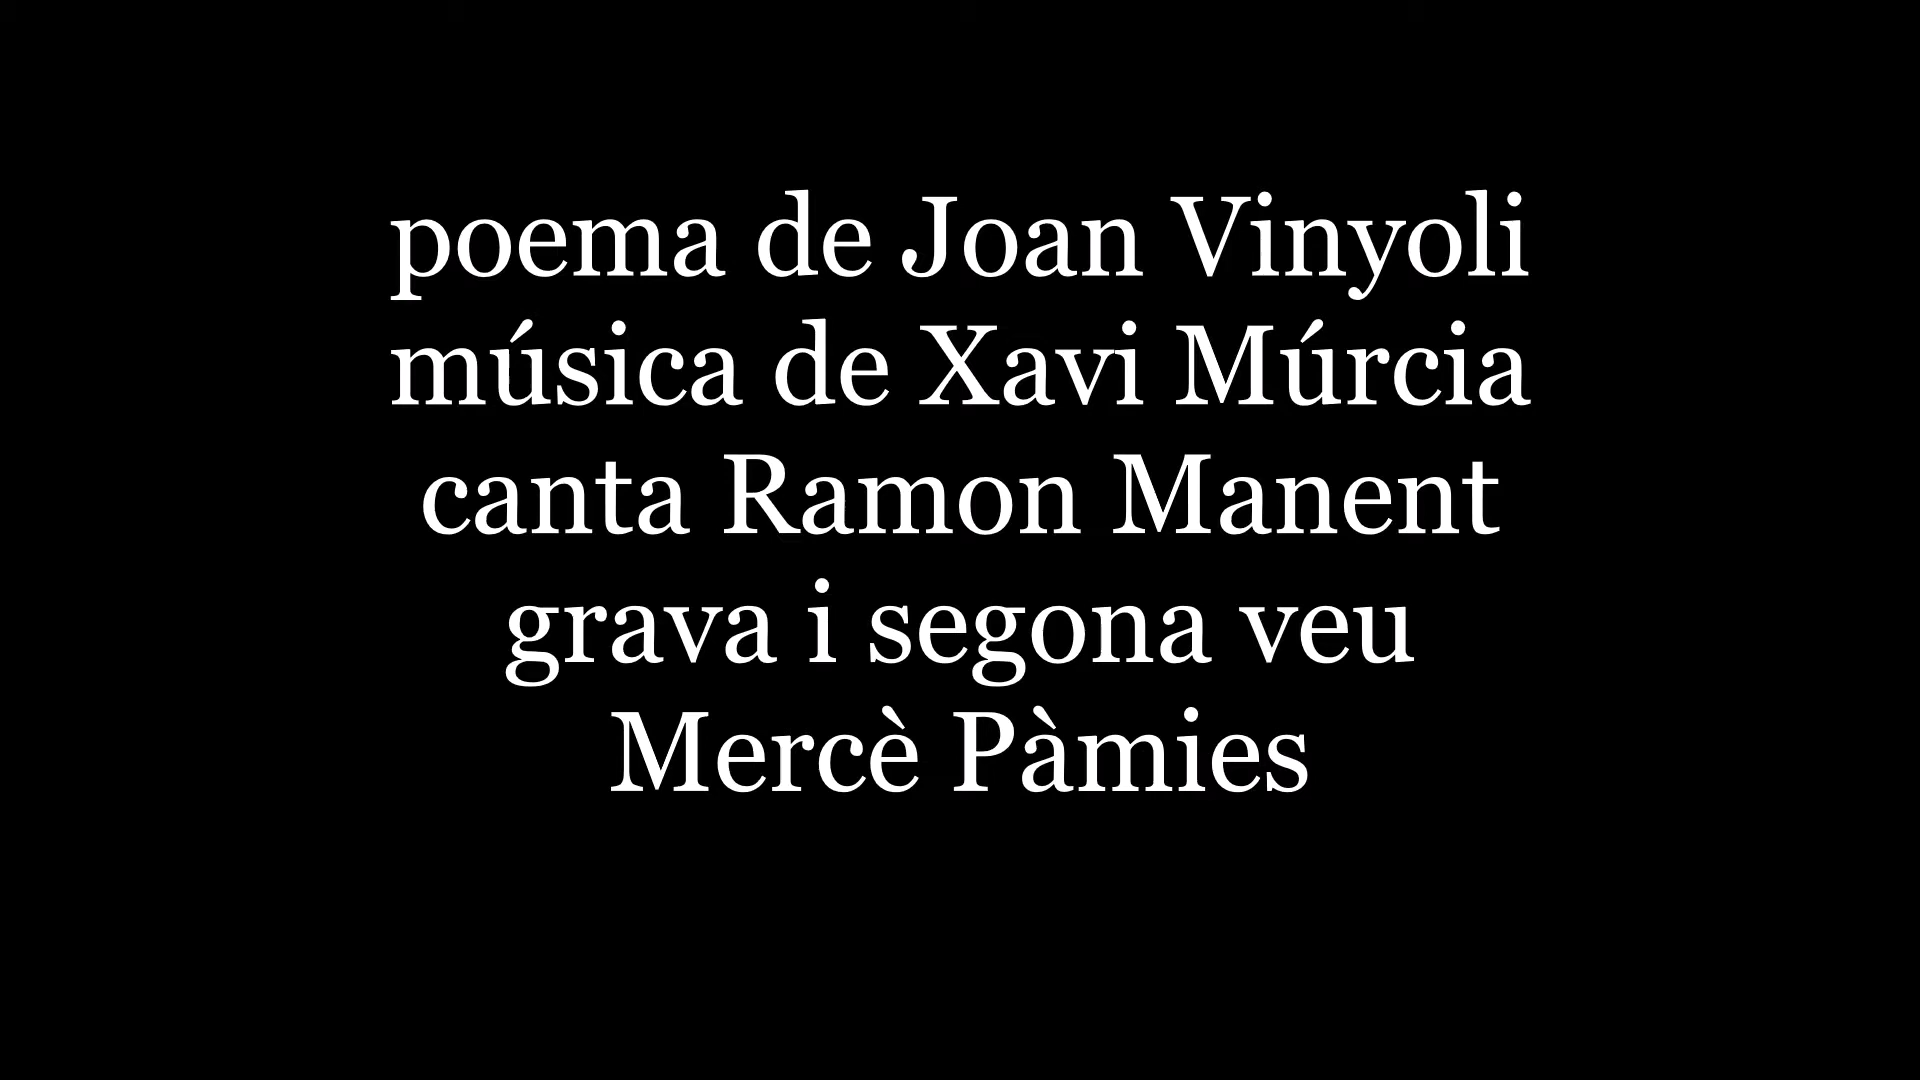 poema de Joan Vinyoli
música de Xavi Múrcia
canta Ramon Manent
grava i segona veu
Mercè Pàmies